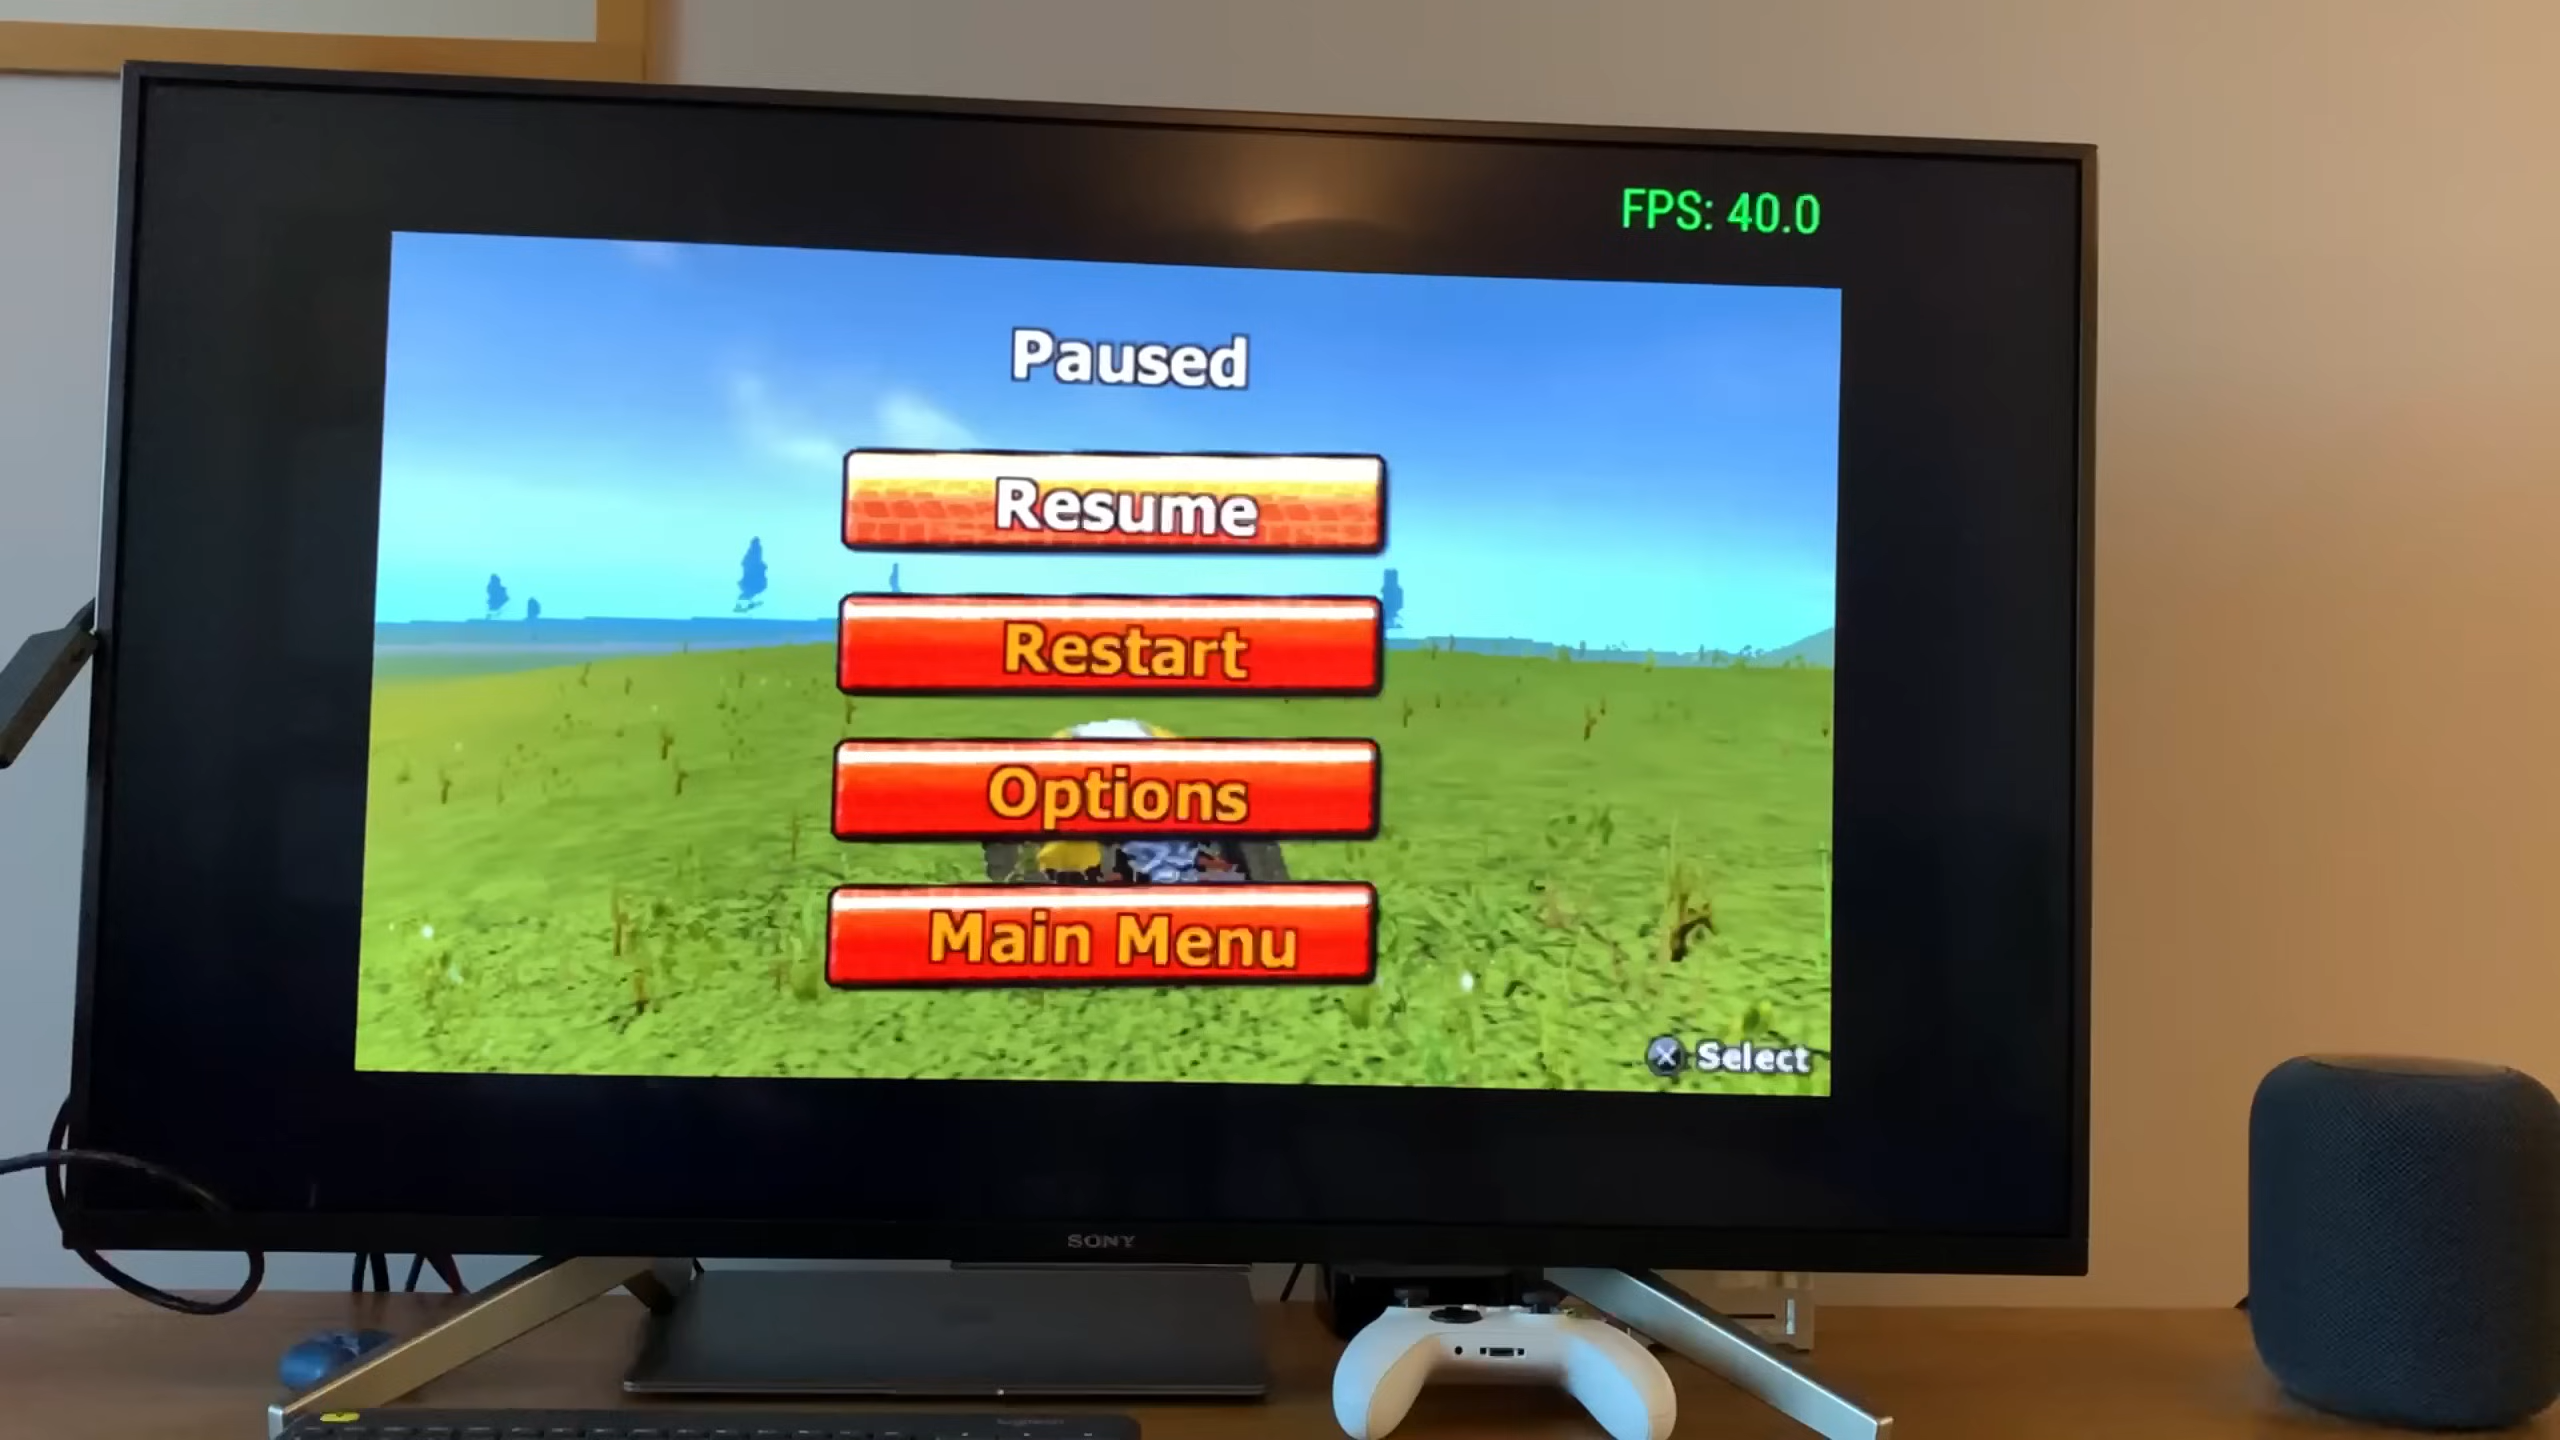 FPS: 40.0
Paused
Resume
Restart
Options
Main Menu
Select
SONY